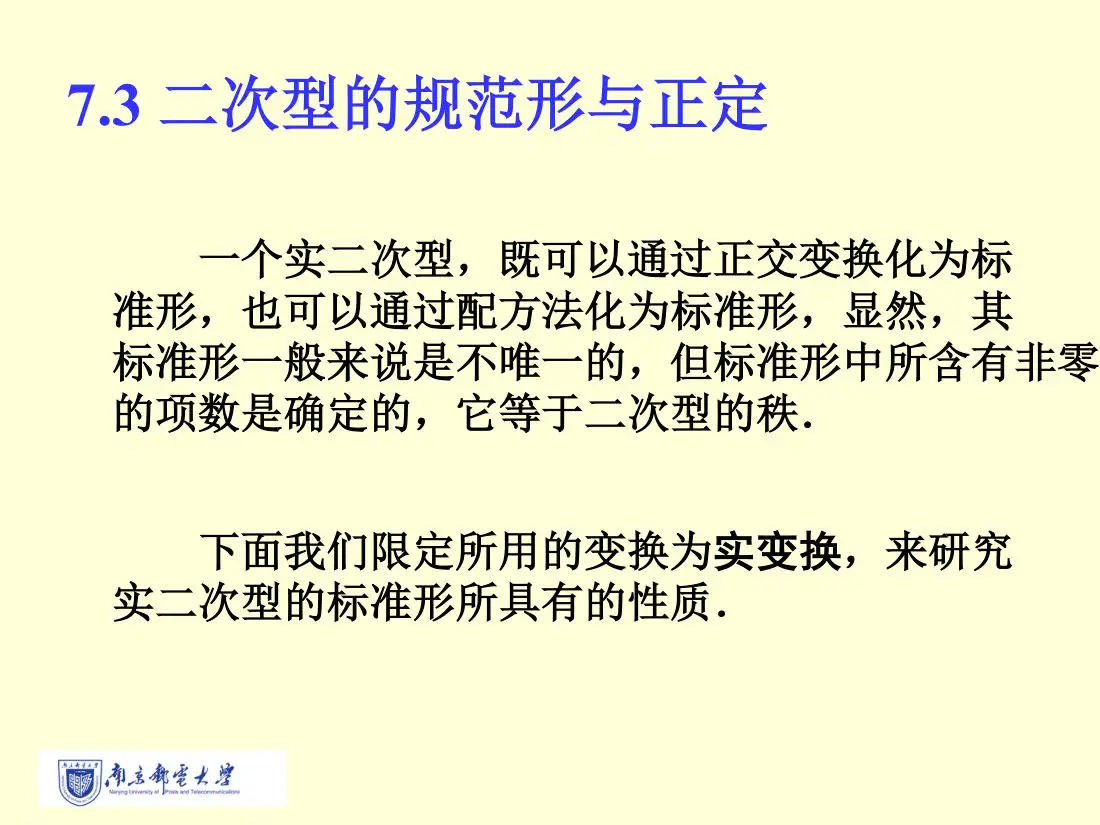 7.3 二次型的规范形与正定
一个实二次型，既可以通过正交变换化为标
准形，也可以通过配方法化为标准形，显然，其
标准形一般来说是不唯一的，但标准形中所含有非零
的项数是确定的，它等于二次型的秩．
下面我们限定所用的变换为实变换，来研究
实二次型的标准形所具有的性质．
南京邮电大学
Nanjing University of Posts and Telecommunications